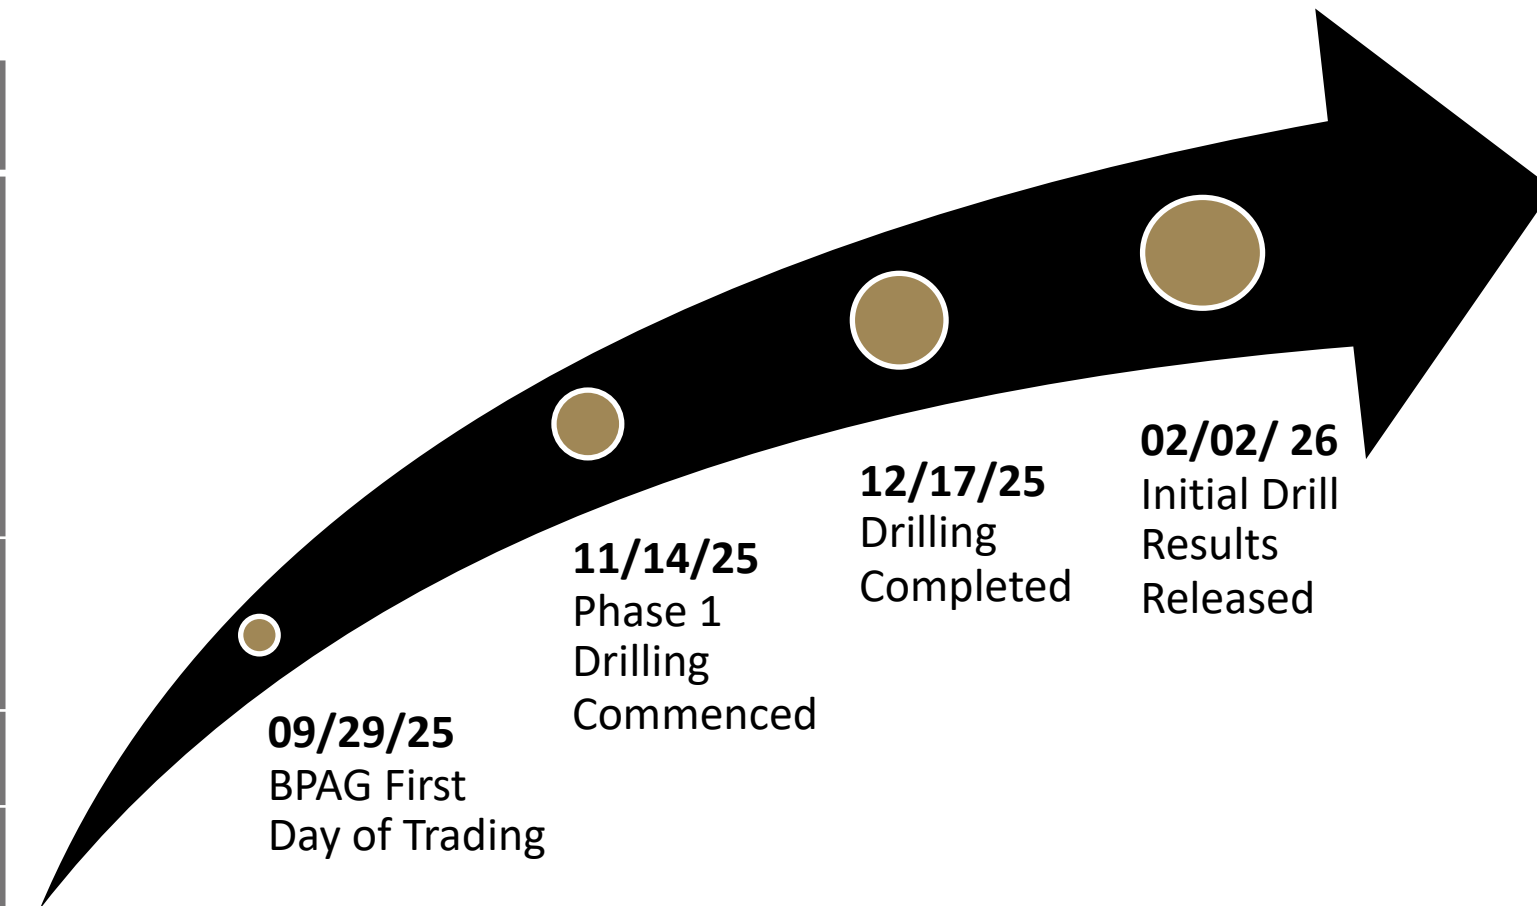 09/29/25
BPAG First
Day of Trading
11/14/25
Phase 1
Drilling
Commenced
12/17/25
Drilling
Completed
02/02/ 26
Initial Drill
Results
Released